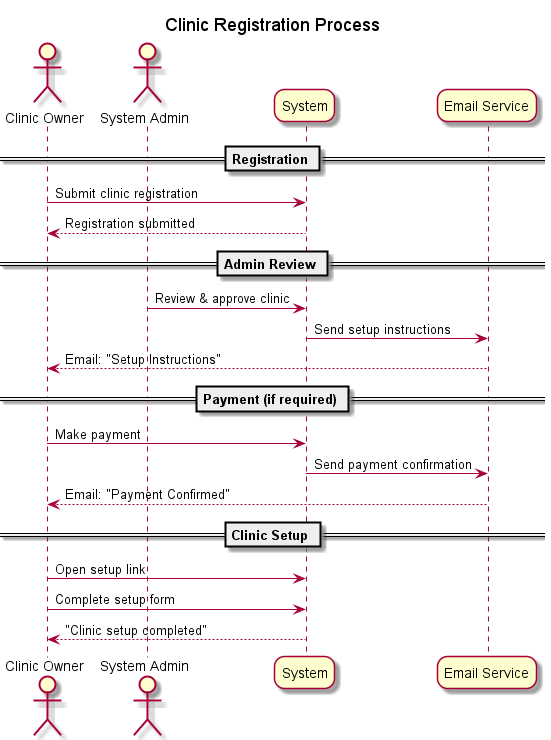 Clinic Registration Process
Clinic Owner
System Admin
System
Email Service
Registration
Submit clinic registration
Registration submitted
Admin Review
Review & approve clinic
Send setup instructions
Email: "Setup Instructions"
Payment (if required)
Make payment
Send payment confirmation
Email: "Payment Confirmed"
Clinic Setup
Open setup link
Complete setup form
"Clinic setup completed"
Clinic Owner
System Admin
System
Email Service